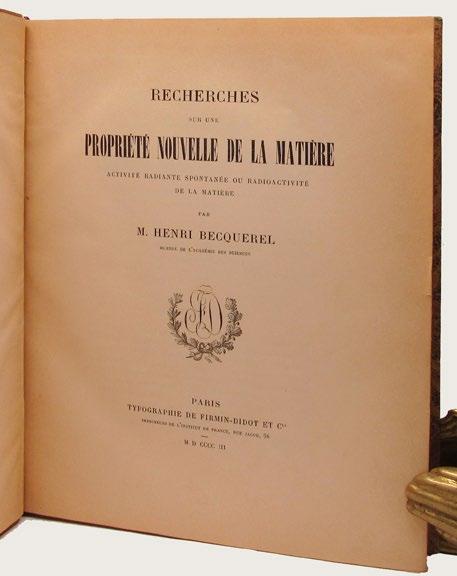 RECHERCHES
SUR UNE
PROPRIÉTÉ NOUVELLE DE LA MATIÈRE
ACTIVITÉ RADIANTE SPONTANÉE OU RADIOACTIVITÉ
DE LA MATIÈRE
PAR
M. HENRI BECQUEREL
MEMBRE DE L'ACADÉMIE DES SCIENCES
FD
PARIS
TYPOGRAPHIE DE FIRMIN-DIDOT ET Cie
IMPRIMEURS DE L'INSTITUT DE FRANCE, RUE JACOB, 56
M D CCCC III